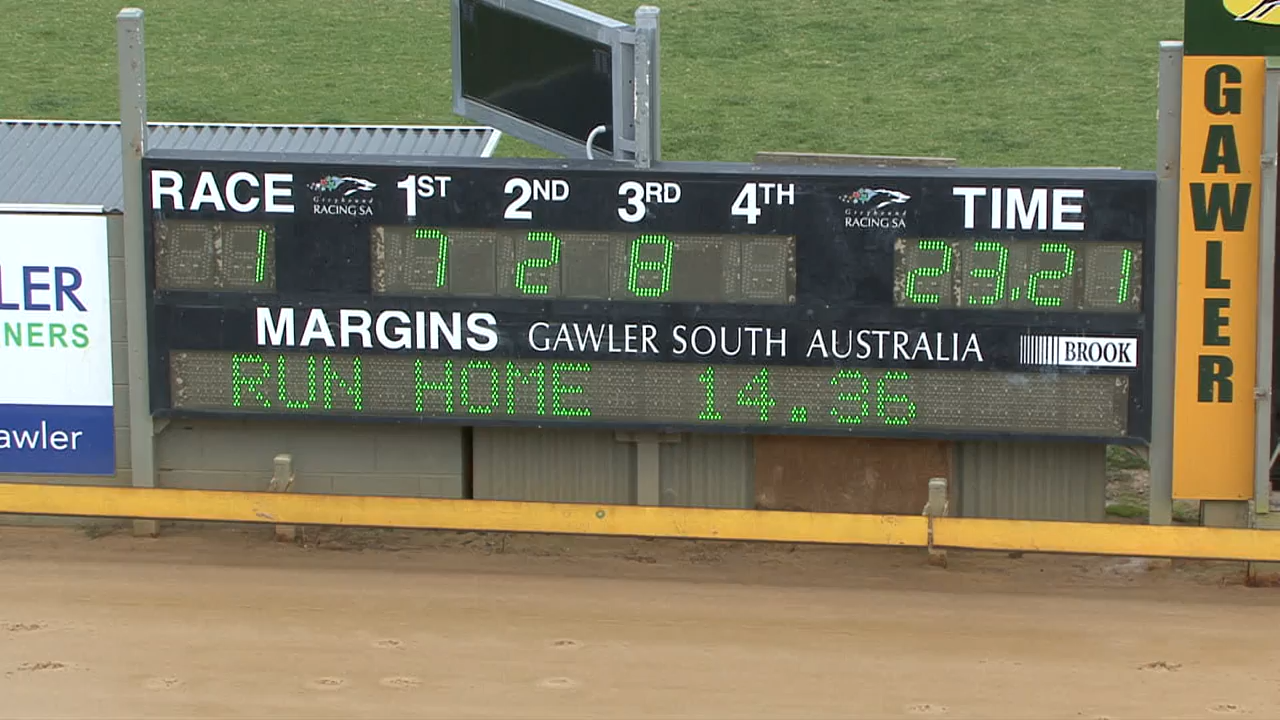 RACE Greyhound RACING SA 1ST 2ND 3RD 4TH Greyhound RACING SA TIME
1 7 2 8 23.21
MARGINS GAWLER SOUTH AUSTRALIA BROOK
RUN HOME 14.36
GAWLER
LER
NERS
awler